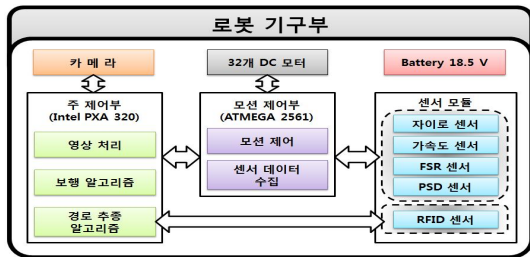 로봇 기구부
카 메 라
32개 DC 모터
Battery 18.5 V
주 제어부
(Intel PXA 320)
영상 처리
보행 알고리즘
경로 추종
알고리즘
모션 제어부
(ATMEGA 2561)
모션 제어
센서 데이터
수집
센서 모듈
자이로 센서
가속도 센서
FSR 센서
PSD 센서
RFID 센서